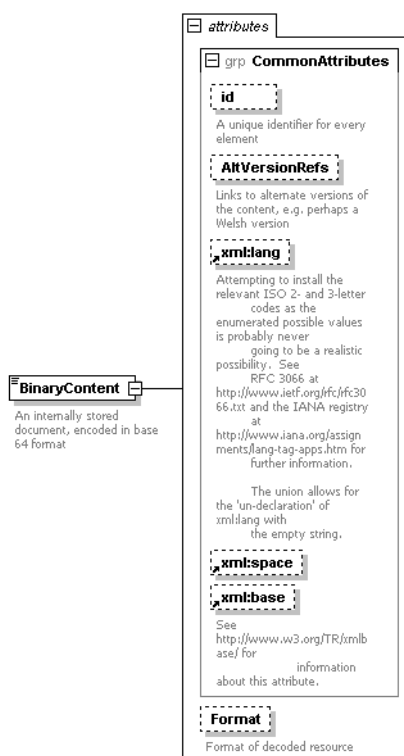 attributes
grp CommonAttributes
id
A unique identifier for every
element
AltVersionRefs
Links to alternate versions of
the content, e.g. perhaps a
Welsh version
xml:lang
Attempting to install the
relevant ISO 2- and 3-letter
codes as the
enumerated possible values
is probably never
going to be a realistic
possibility.  See
RFC 3066 at
http://www.ietf.org/rfc/rfc30
66.txt and the IANA registry
at
http://www.iana.org/assign
ments/lang-tag-apps.htm for
further information.
The union allows for
the 'un-declaration' of
xml:lang with
the empty string.
xml:space
xml:base
See
http://www.w3.org/TR/xmlb
ase/ for
information
about this attribute.
BinaryContent
An internally stored
document, encoded in base
64 format
Format
Format of decoded resource